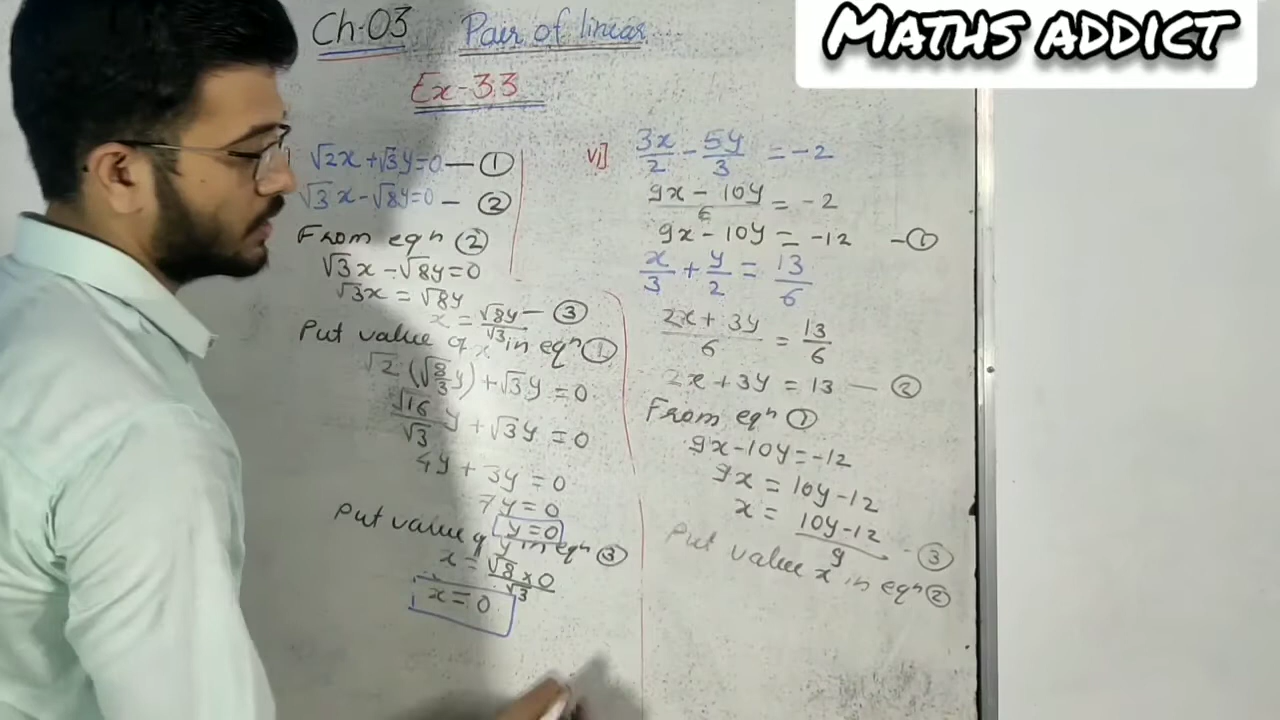 MATHS ADDICT
Ch-03 Pair of linear
Ex-3.3
√2x+√3y=0 — ①
√3x-√8y=0 — ②
From eqⁿ ②
√3x-√8y=0
√3x = √8y
x = √8y/√3 — ③
Put value of x in eqⁿ ①
√2(√8/3y)+√3y=0
√16/√3 y+√3y=0
4y+3y=0
7y=0
y=0
Put value of y in eqⁿ ③
x = √8×0/√3
x=0
vi] 3x/2 - 5y/3 = -2
9x-10y/6 = -2
9x-10y = -12 — ①
x/3 + y/2 = 13/6
2x+3y/6 = 13/6
2x+3y = 13 — ②
From eqⁿ ①
9x-10y=-12
9x = 10y-12
x = 10y-12/9 — ③
Put value x in eqⁿ ②